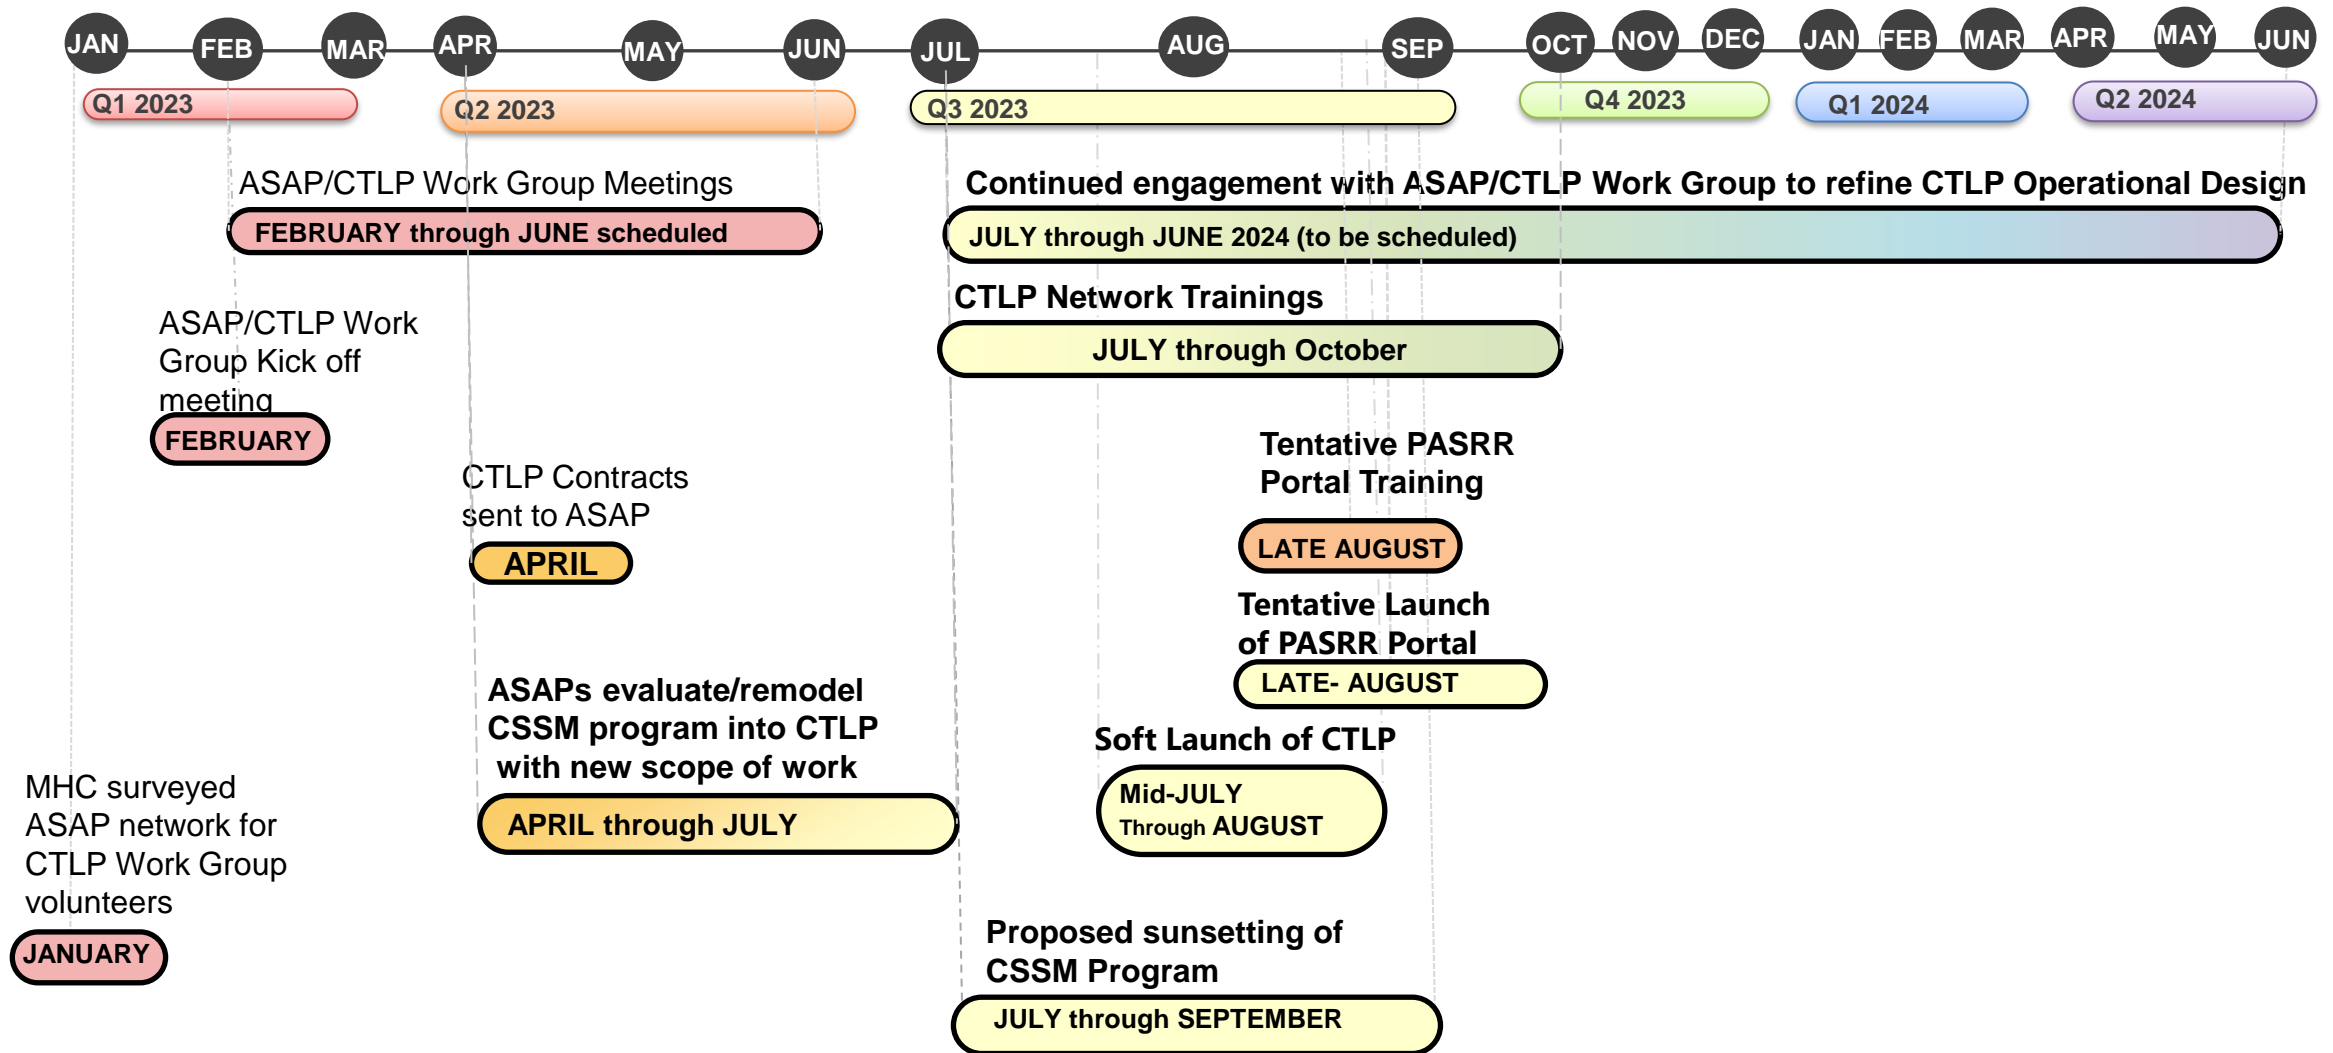 JAN
FEB
MAR
APR
MAY
JUN
JUL
AUG
SEP
OCT
NOV
DEC
JAN
FEB
MAR
APR
MAY
JUN
Q1 2023
Q2 2023
Q3 2023
Q4 2023
Q1 2024
Q2 2024
ASAP/CTLP Work Group Meetings
FEBRUARY through JUNE scheduled
Continued engagement with ASAP/CTLP Work Group to refine CTLP Operational Design
JULY through JUNE 2024 (to be scheduled)
CTLP Network Trainings
JULY through October
ASAP/CTLP Work
Group Kick off
meeting
FEBRUARY
Tentative PASRR
Portal Training
LATE AUGUST
CTLP Contracts
sent to ASAP
APRIL
Tentative Launch
of PASRR Portal
LATE- AUGUST
ASAPs evaluate/remodel
CSSM program into CTLP
with new scope of work
APRIL through JULY
Soft Launch of CTLP
Mid-JULY
Through AUGUST
MHC surveyed
ASAP network for
CTLP Work Group
volunteers
JANUARY
Proposed sunsetting of
CSSM Program
JULY through SEPTEMBER